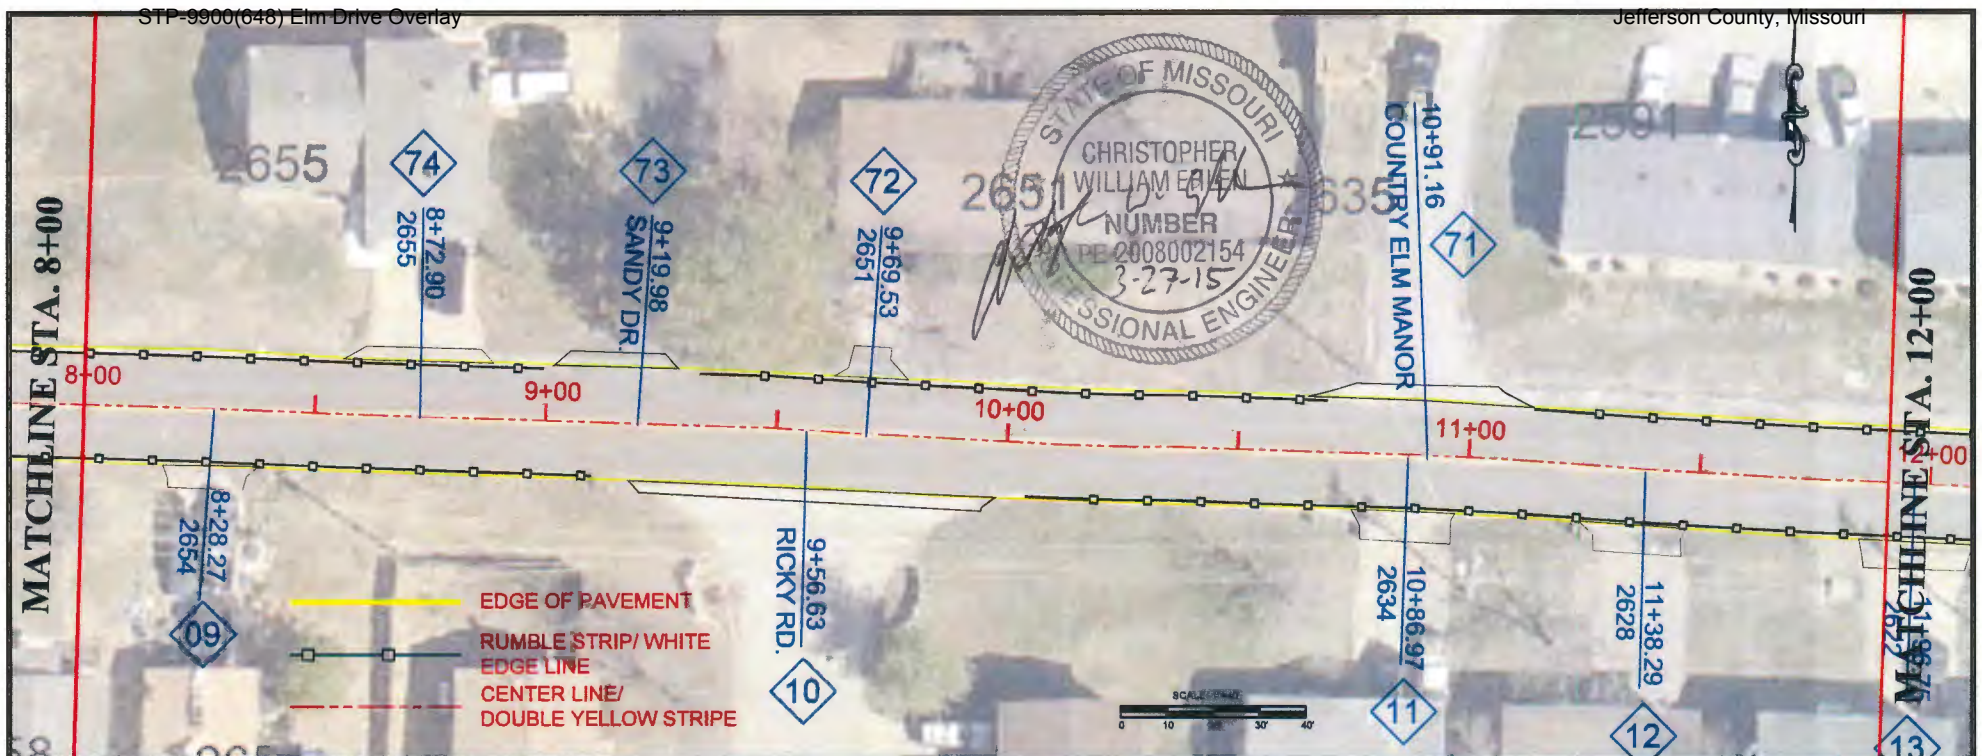 STP-9900(648) Elm Drive Overlay
Jefferson County, Missouri
MATCHLINE STA. 8+00
MATCHLINE STA. 12+00
2655
74
8+72.90
2655
73
9+19.98
SANDY DR.
72
9+69.53
2651
2651
STATE OF MISSOURI
CHRISTOPHER
WILLIAM EHLEN
NUMBER
PE 2008002154
3-27-15
PROFESSIONAL ENGINEER
2635
10+91.16
COUNTRY ELM MANOR
71
2591
8+00
9+00
10+00
11+00
12+00
8+28.27
2654
09
9+56.63
RICKY RD.
10
10+86.97
2634
11
11+38.29
2628
12
2622
13
EDGE OF PAVEMENT
RUMBLE STRIP/ WHITE
EDGE LINE
CENTER LINE/
DOUBLE YELLOW STRIPE
0 10 30' 40'